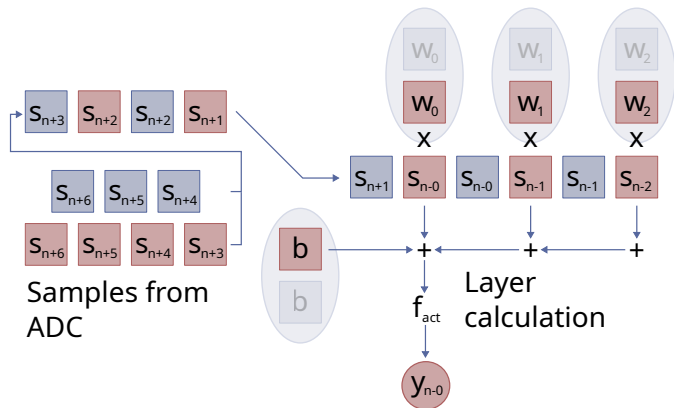 w₀ w₁ w₂
w₀ w₁ w₂
x x x
sₙ₊₃ sₙ₊₂ sₙ₊₂ sₙ₊₁
sₙ₊₁ sₙ₋₀ sₙ₋₀ sₙ₋₁ sₙ₋₁ sₙ₋₂
sₙ₊₆ sₙ₊₅ sₙ₊₄
sₙ₊₆ sₙ₊₅ sₙ₊₄ sₙ₊₃
b + + +
b
Samples from
ADC
Layer
calculation
f_act
yₙ₋₀